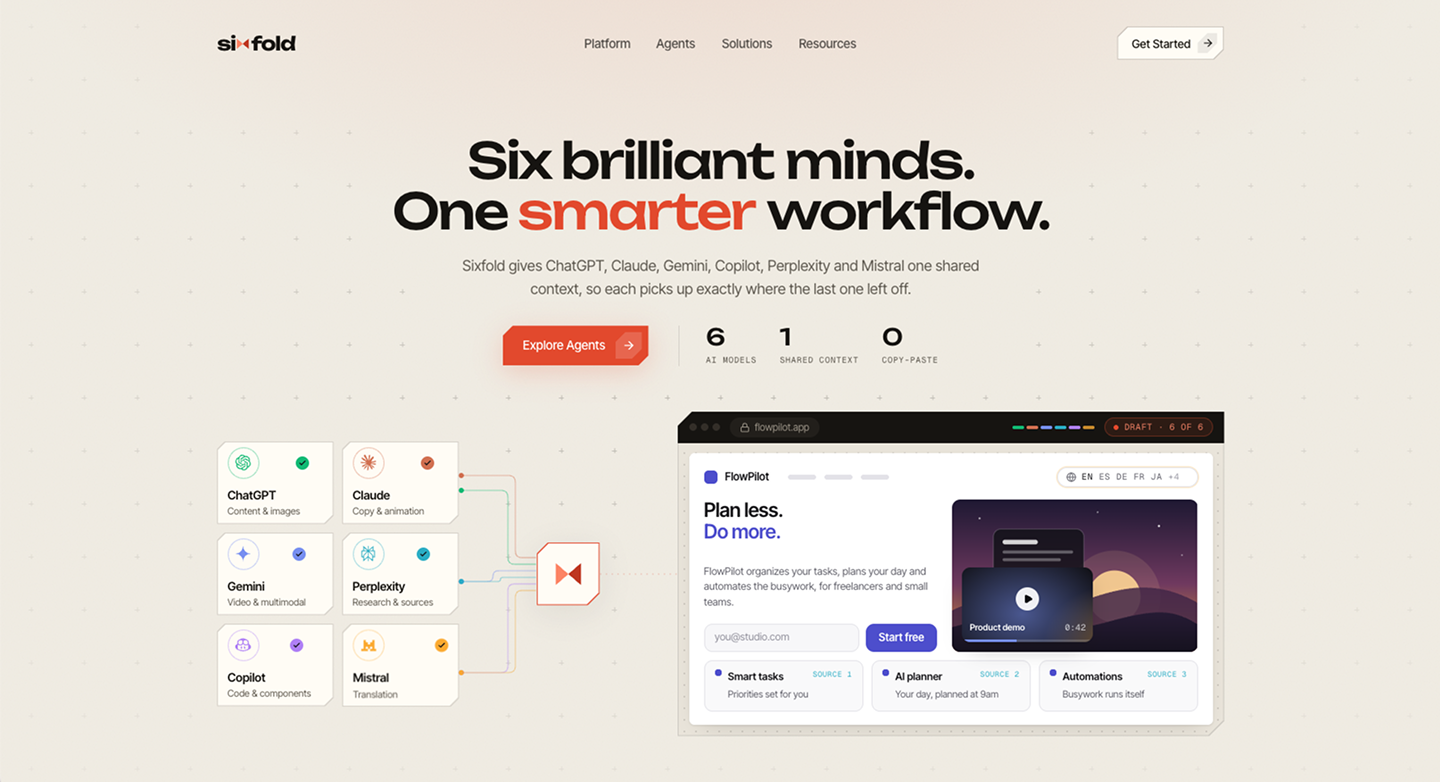 sixfold
Platform Agents Solutions Resources
Get Started
Six brilliant minds.
One smarter workflow.
Sixfold gives ChatGPT, Claude, Gemini, Copilot, Perplexity and Mistral one shared
context, so each picks up exactly where the last one left off.
Explore Agents
6 1 0
AI MODELS SHARED CONTEXT COPY-PASTE
ChatGPT
Content & images
Claude
Copy & animation
Gemini
Video & multimodal
Perplexity
Research & sources
Copilot
Code & components
Mistral
Translation
flowpilot.app
DRAFT · 6 OF 6
FlowPilot
EN ES DE FR JA +4
Plan less.
Do more.
FlowPilot organizes your tasks, plans your day and
automates the busywork, for freelancers and small
teams.
you@studio.com
Start free
Product demo 0:42
Smart tasks SOURCE 1
Priorities set for you
AI planner SOURCE 2
Your day, planned at 9am
Automations SOURCE 3
Busywork runs itself